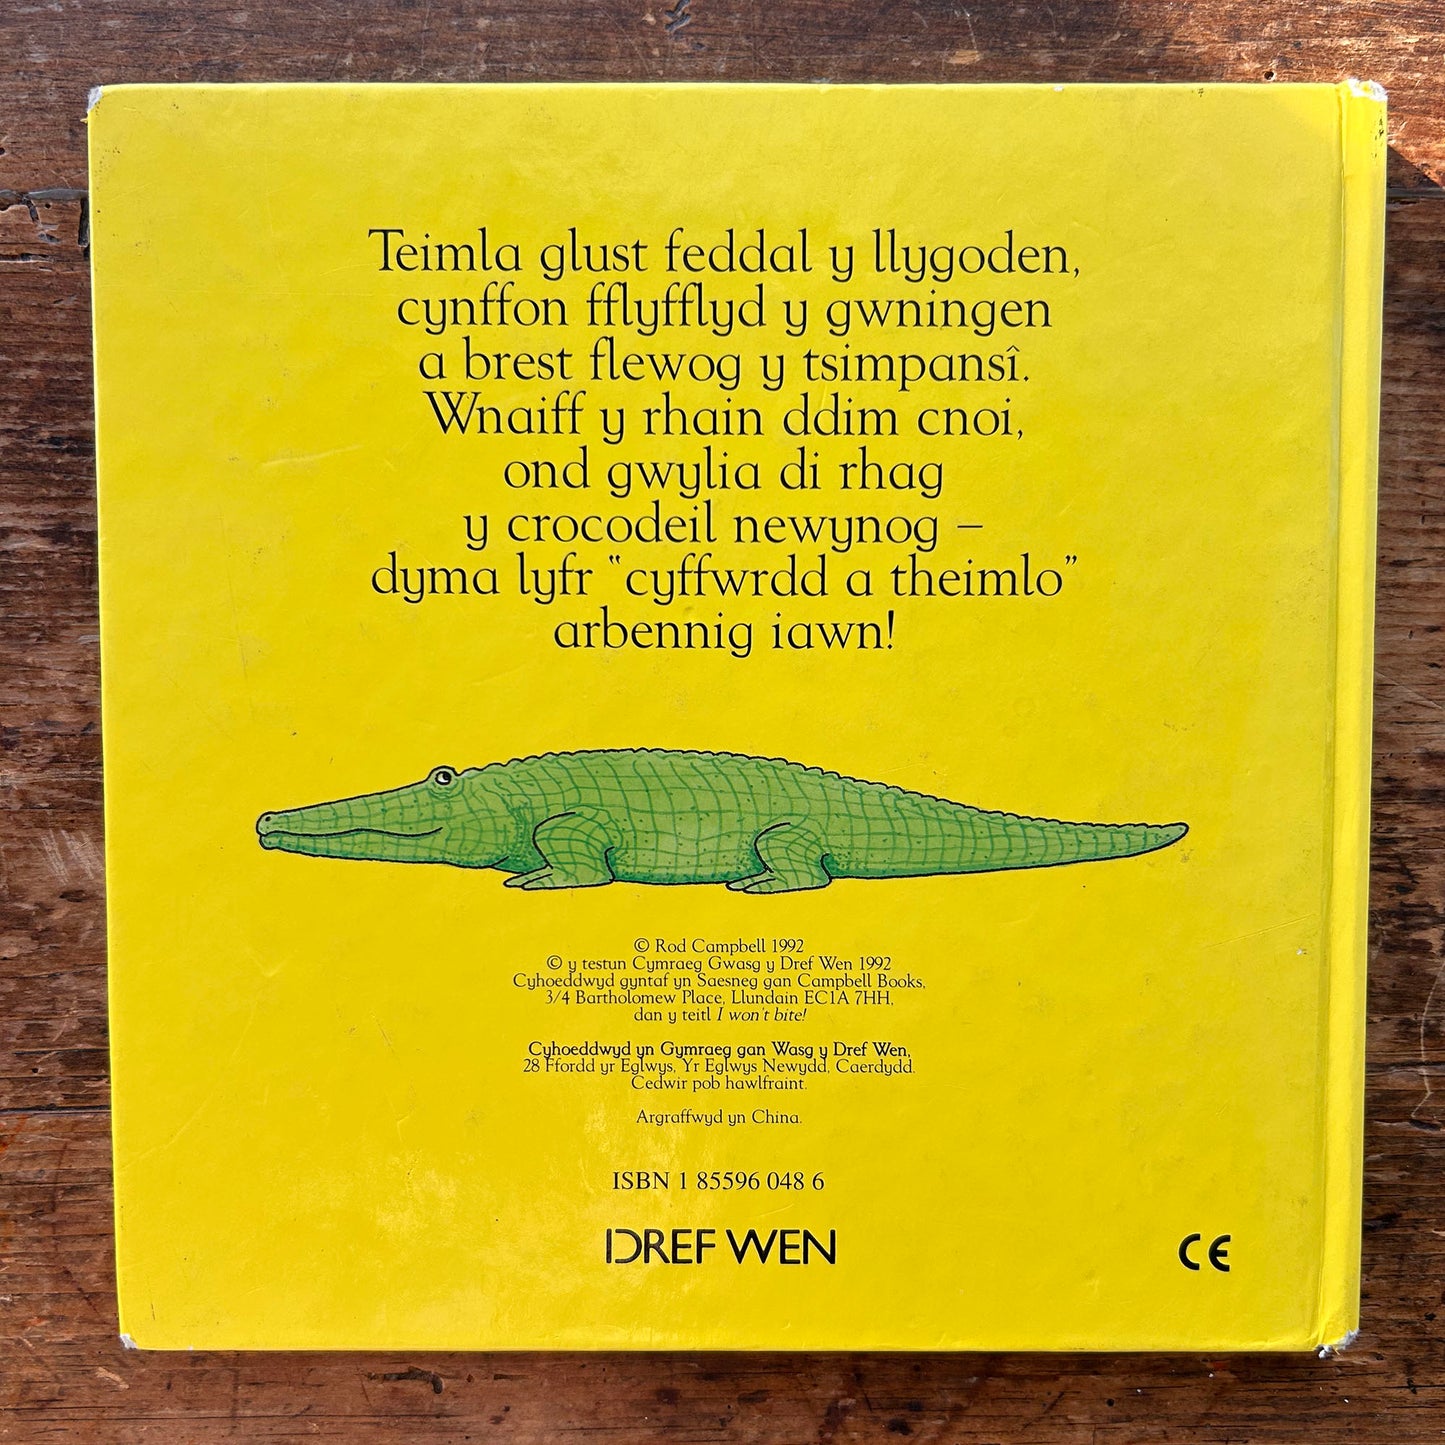 Teimla glust feddal y llygoden,
cynffon fflyfflyd y gwningen
a brest flewog y tsimpansî.
Wnaiff y rhain ddim cnoi,
ond gwylia di rhag
y crocodeil newynog –
dyma lyfr “cyffwrdd a theimlo”
arbennig iawn!
© Rod Campbell 1992
© y testun Cymraeg Gwasg y Dref Wen 1992
Cyhoeddwyd gyntaf yn Saesneg gan Campbell Books,
3/4 Bartholomew Place, Llundain EC1A 7HH,
dan y teitl I won't bite!
Cyhoeddwyd yn Gymraeg gan Wasg y Dref Wen,
28 Ffordd yr Eglwys, Yr Eglwys Newydd, Caerdydd.
Cedwir pob hawlfraint.
Argraffwyd yn China.
ISBN 1 85596 048 6
DREF WEN
CE